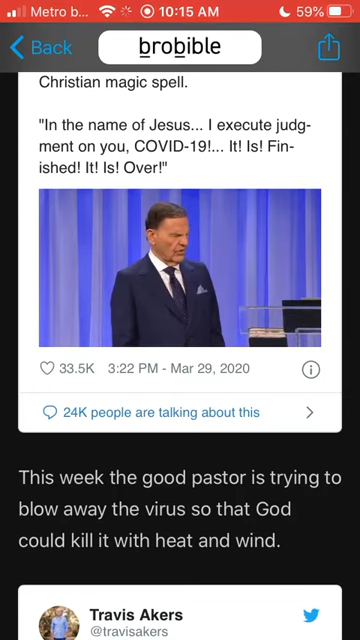 Metro b... 10:15 AM 59%
Back brobible
Christian magic spell.
"In the name of Jesus... I execute judg-
ment on you, COVID-19!... It! Is! Fin-
ished! It! Is! Over!"
33.5K 3:22 PM - Mar 29, 2020
24K people are talking about this
This week the good pastor is trying to
blow away the virus so that God
could kill it with heat and wind.
Travis Akers
@travisakers